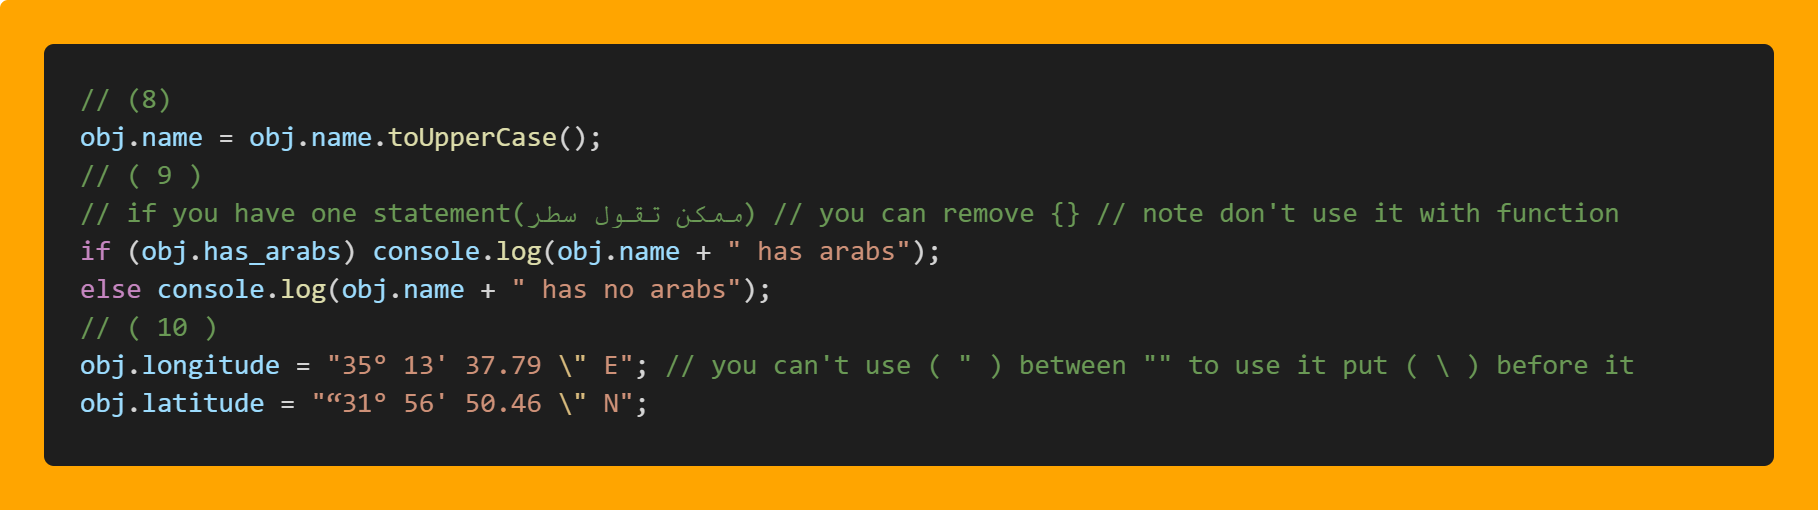 // (8)
obj.name = obj.name.toUpperCase();
// ( 9 )
// if you have one statement(ممكن تقول سطر) // you can remove {} // note don't use it with function
if (obj.has_arabs) console.log(obj.name + " has arabs");
else console.log(obj.name + " has no arabs");
// ( 10 )
obj.longitude = "35° 13' 37.79 \" E"; // you can't use ( " ) between "" to use it put ( \ ) before it
obj.latitude = "“31° 56' 50.46 \" N";